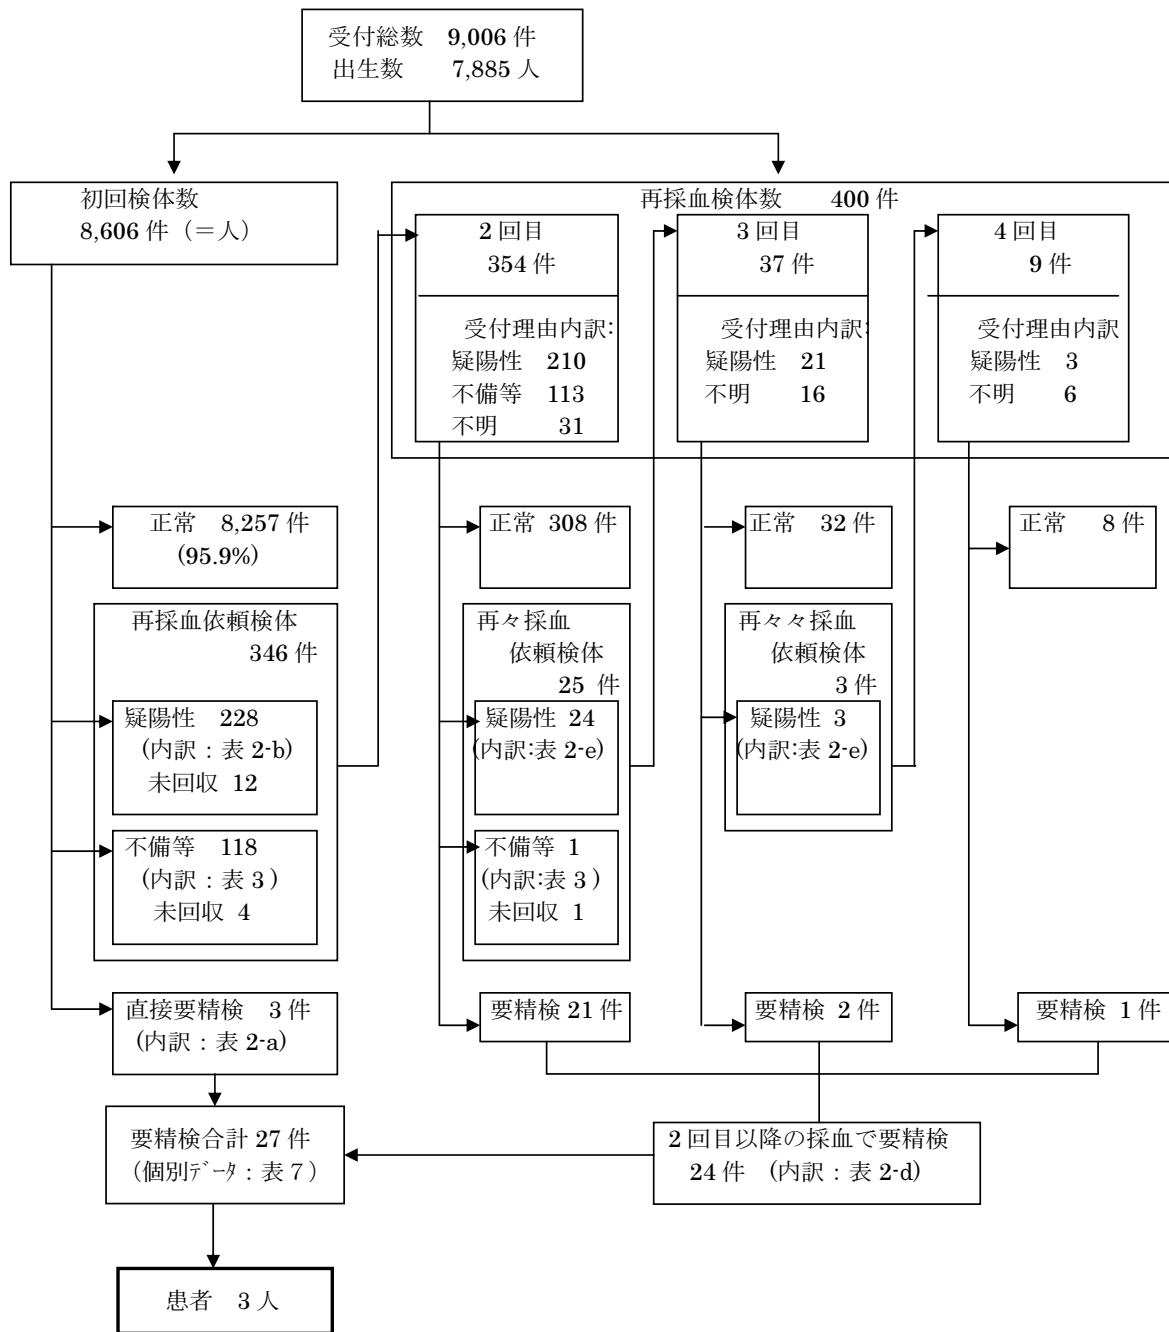 受付総数 9,006 件
出生数 7,885 人
初回検体数
8,606 件（＝人）
再採血検体数 400 件
2 回目
354 件
受付理由内訳:
疑陽性 210
不備等 113
不明 31
3 回目
37 件
受付理由内訳:
疑陽性 21
不明 16
4 回目
9 件
受付理由内訳
疑陽性 3
不明 6
正常 8,257 件
(95.9%)
正常 308 件
正常 32 件
正常 8 件
再採血依頼検体
346 件
疑陽性 228
(内訳：表 2-b)
未回収 12
不備等 118
(内訳：表 3 )
未回収 4
再々採血
依頼検体
25 件
疑陽性 24
(内訳:表 2-e)
不備等 1
(内訳:表 3 )
未回収 1
再々々採血
依頼検体
3 件
疑陽性 3
(内訳:表 2-e)
直接要精検 3 件
(内訳：表 2-a)
要精検 21 件
要精検 2 件
要精検 1 件
要精検合計 27 件
（個別ﾃﾞｰﾀ：表 7）
2 回目以降の採血で要精検
24 件 (内訳：表 2-d)
患者 3 人